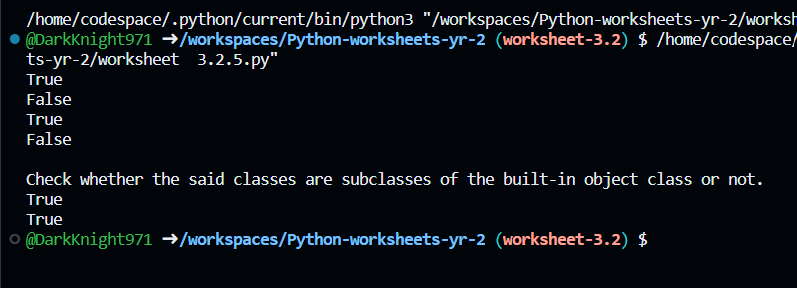 /home/codespace/.python/current/bin/python3 "/workspaces/Python-worksheets-yr-2/worksh
@DarkKnight971 ➜/workspaces/Python-worksheets-yr-2 (worksheet-3.2) $ /home/codespace/
ts-yr-2/worksheet  3.2.5.py"
True
False
True
False

Check whether the said classes are subclasses of the built-in object class or not.
True
True
@DarkKnight971 ➜/workspaces/Python-worksheets-yr-2 (worksheet-3.2) $